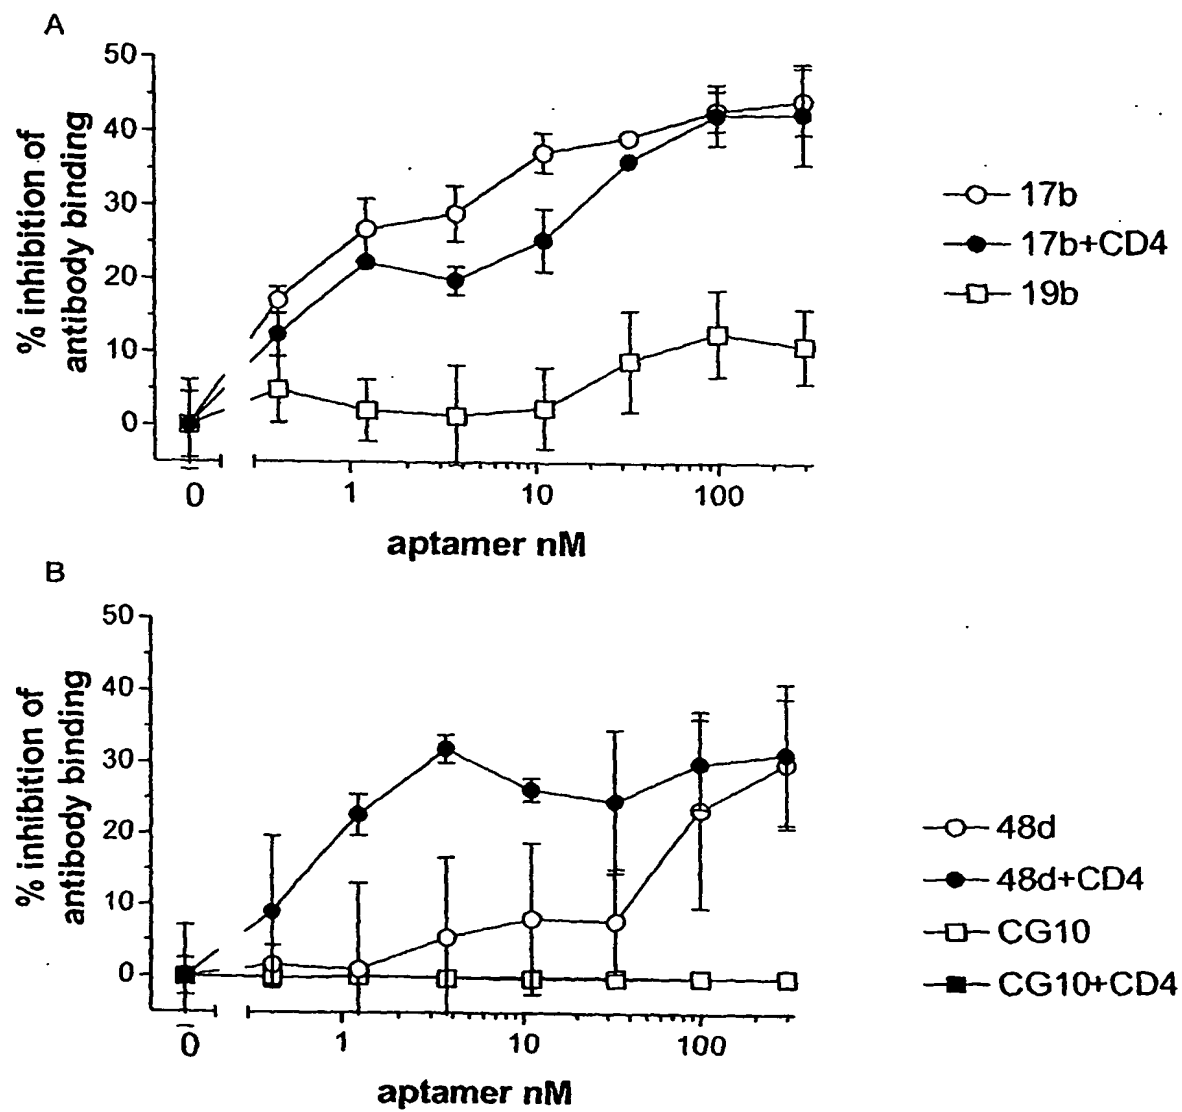 A
50
40
30
20
10
0
% inhibition of
antibody binding
0
1
10
100
aptamer nM
17b
17b+CD4
19b
B
50
40
30
20
10
0
% inhibition of
antibody binding
0
1
10
100
aptamer nM
48d
48d+CD4
CG10
CG10+CD4